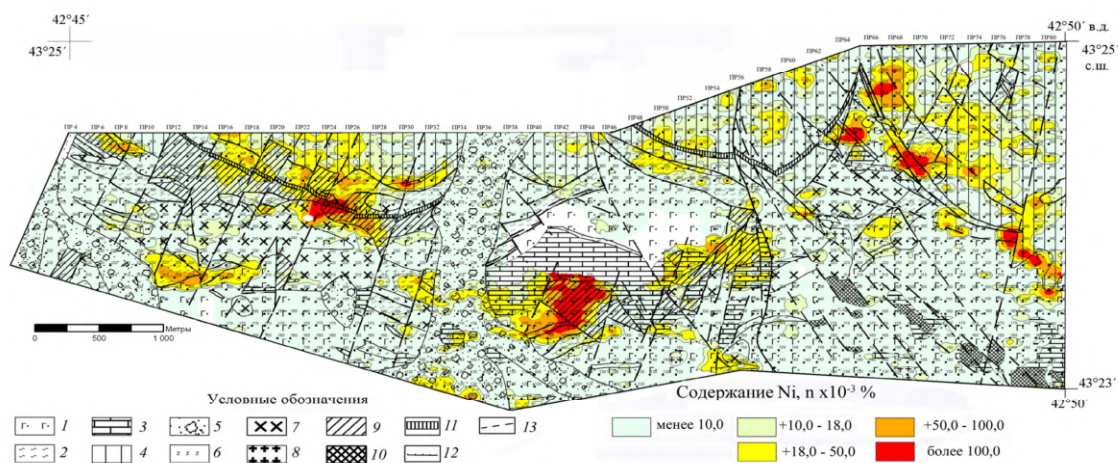 42°45´
43°25´
42°50´ в.д.
43°25´
с.ш.
ПР64 ПР66 ПР68 ПР70 ПР72 ПР74 ПР76 ПР78 ПР80
ПР62
ПР60
ПР58
ПР56
ПР54
ПР52
ПР50
ПР48
ПР 4 ПР 6 ПР 8 ПР10 ПР12 ПР14 ПР16 ПР18 ПР20 ПР22 ПР24 ПР26 ПР28 ПР30 ПР32 ПР34 ПР36 ПР38 ПР40 ПР42 ПР44 ПР46
Метры
0 500 1 000
43°23´
42°50´
Условные обозначения
1 3 5 7 9 11 13
2 4 6 8 10 12
Содержание Ni, n x10⁻³ %
менее 10,0 +10,0 - 18,0 +50,0 - 100,0
+18,0 - 50,0 более 100,0